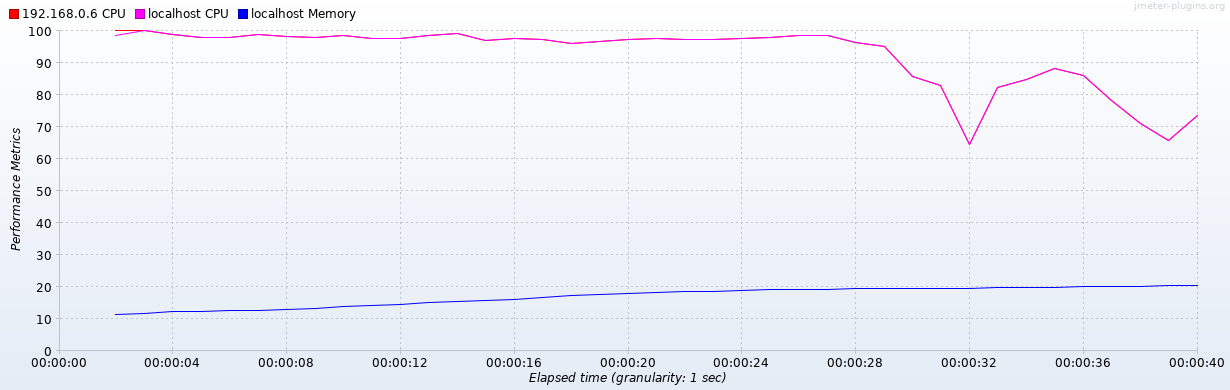 192.168.0.6 CPU localhost CPU localhost Memory
jmeter-plugins.org
100
90
80
70
60
50
40
30
20
10
0
Performance Metrics
00:00:00 00:00:04 00:00:08 00:00:12 00:00:16 00:00:20 00:00:24 00:00:28 00:00:32 00:00:36 00:00:40
Elapsed time (granularity: 1 sec)